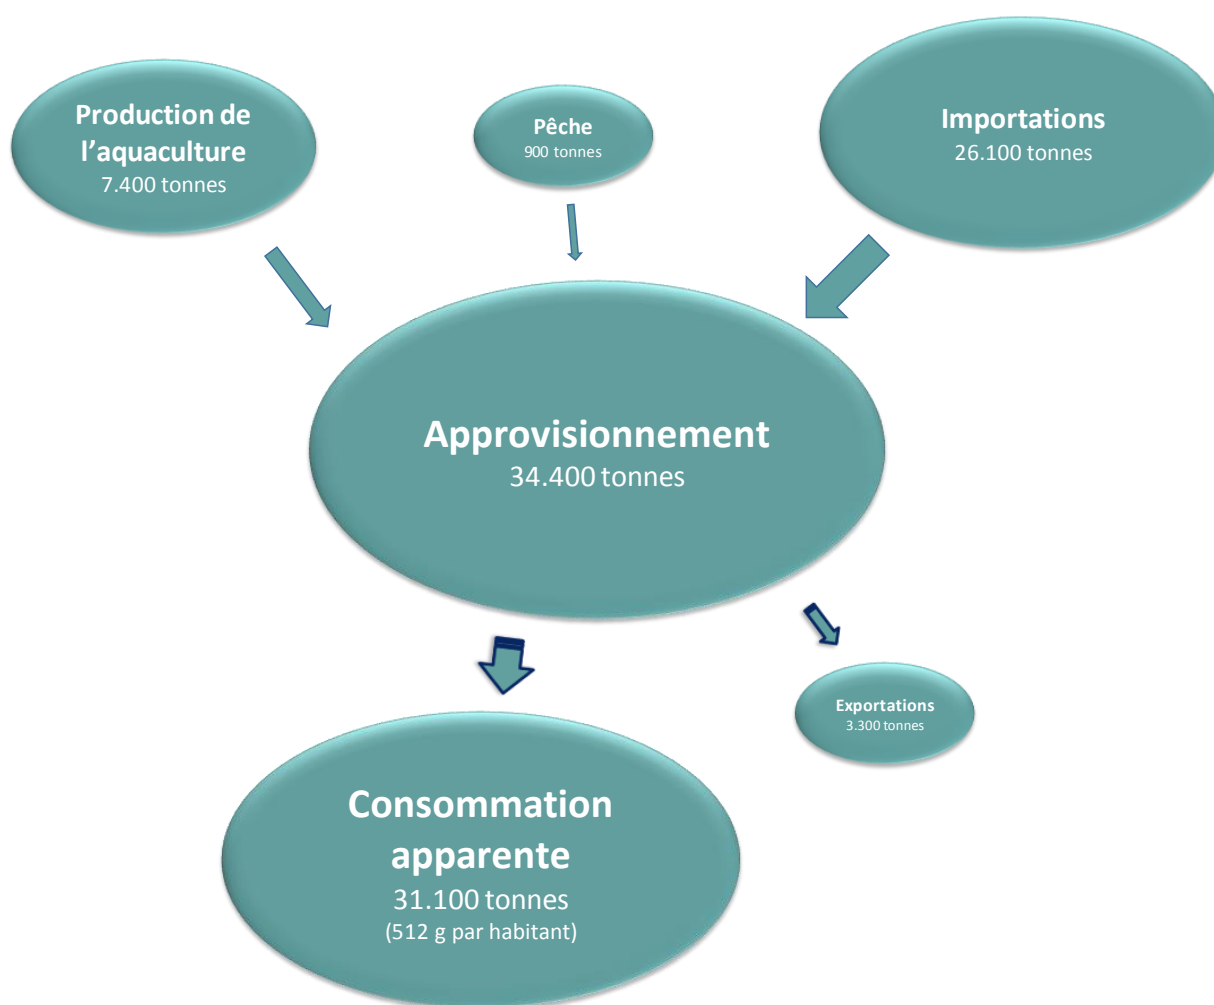 Production de
l’aquaculture
7.400 tonnes
Pêche
900 tonnes
Importations
26.100 tonnes
Approvisionnement
34.400 tonnes
Exportations
3.300 tonnes
Consommation
apparente
31.100 tonnes
(512 g par habitant)